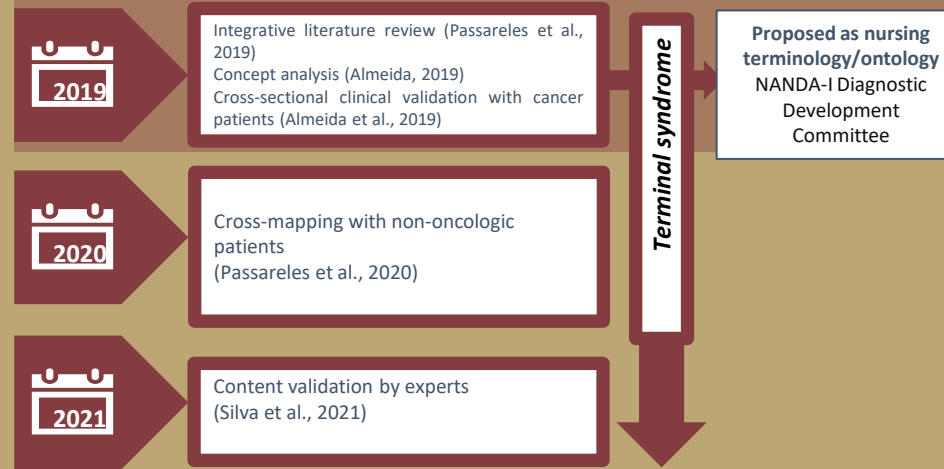 2019
Integrative literature review (Passareles et al.,
2019)
Concept analysis (Almeida, 2019)
Cross-sectional clinical validation with cancer
patients (Almeida et al., 2019)
Terminal syndrome
Proposed as nursing
terminology/ontology
NANDA-I Diagnostic
Development
Committee
2020
Cross-mapping with non-oncologic
patients
(Passareles et al., 2020)
2021
Content validation by experts
(Silva et al., 2021)